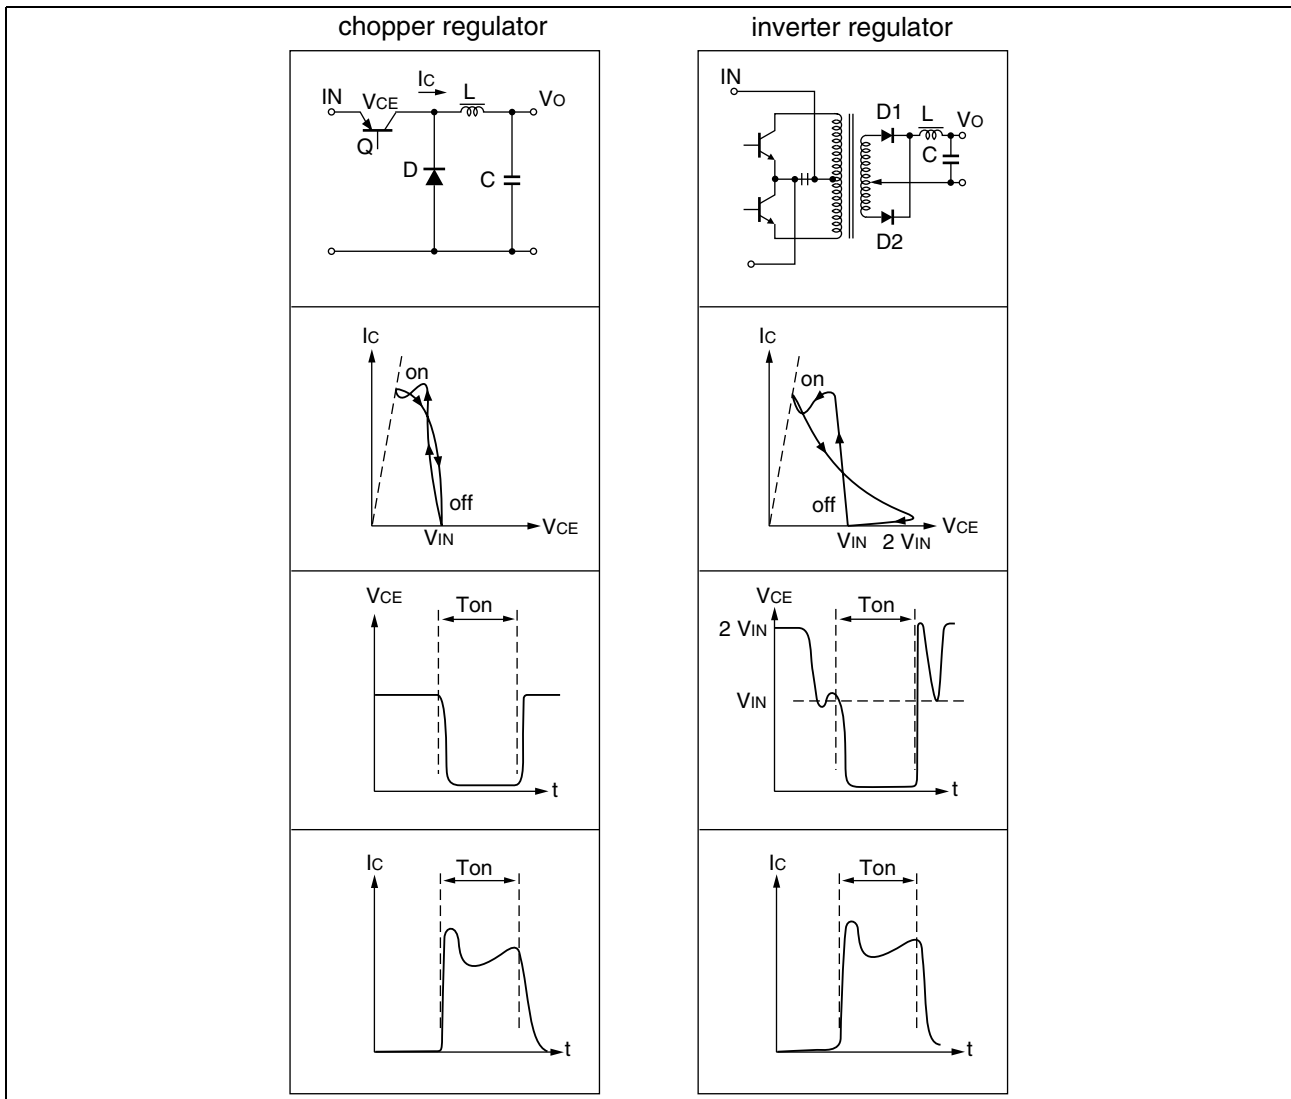 chopper regulator
IC
L
IN
VCE
VO
Q
D
C
IC
on
off
VIN
VCE
VCE
Ton
t
IC
Ton
t
inverter regulator
IN
D1
L
VO
C
D2
IC
on
off
VCE
VIN
2 VIN
VCE
Ton
2 VIN
VIN
t
IC
Ton
t